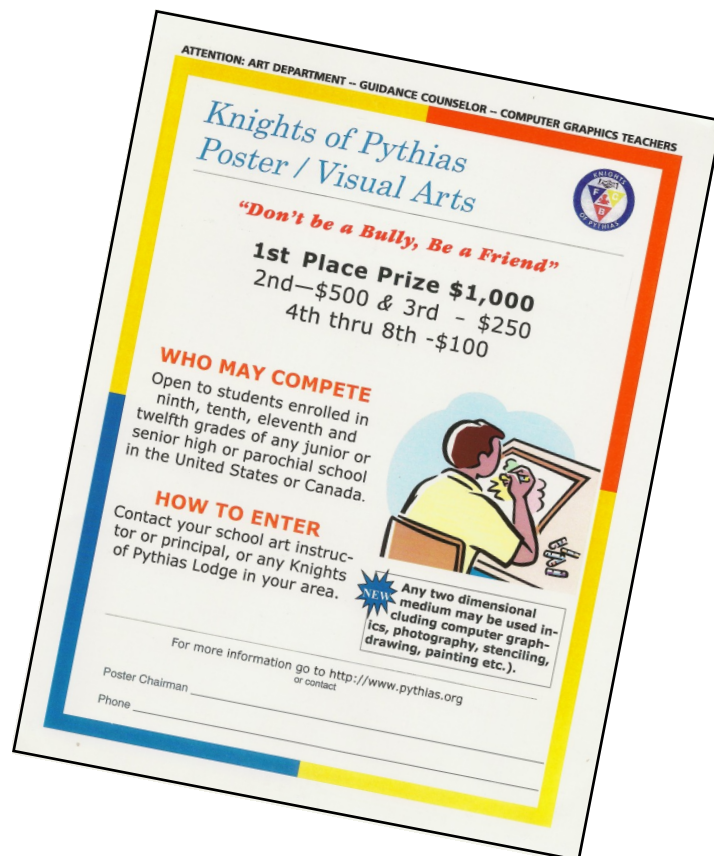 ATTENTION: ART DEPARTMENT -- GUIDANCE COUNSELOR -- COMPUTER GRAPHICS TEACHERS
Knights of Pythias
Poster / Visual Arts
KNIGHTS
F C
B
OF PYTHIAS
“Don’t be a Bully, Be a Friend”
1st Place Prize $1,000
2nd—$500 & 3rd – $250
4th thru 8th -$100
WHO MAY COMPETE
Open to students enrolled in
ninth, tenth, eleventh and
twelfth grades of any junior or
senior high or parochial school
in the United States or Canada.
HOW TO ENTER
Contact your school art instruc-
tor or principal, or any Knights
of Pythias Lodge in your area.
NEW
Any two dimensional
medium may be used in-
cluding computer graph-
ics, photography, stenciling,
drawing, painting etc.).
For more information go to http://www.pythias.org
or contact
Poster Chairman
Phone